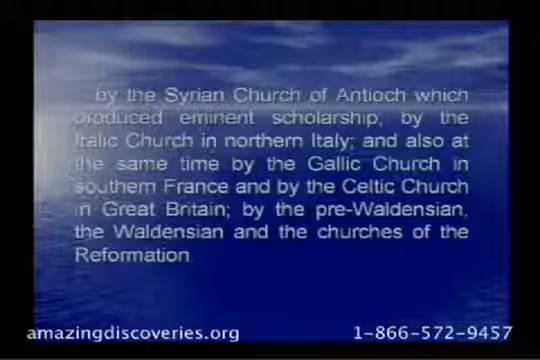 by the Syrian Church of Antioch which
produced eminent scholarship; by the
Italic Church in northern Italy; and also at
the same time by the Gallic Church in
southern France and by the Celtic Church
in Great Britain; by the pre-Waldensian,
the Waldensian and the churches of the
Reformation.
amazingdiscoveries.org 1-866-572-9457